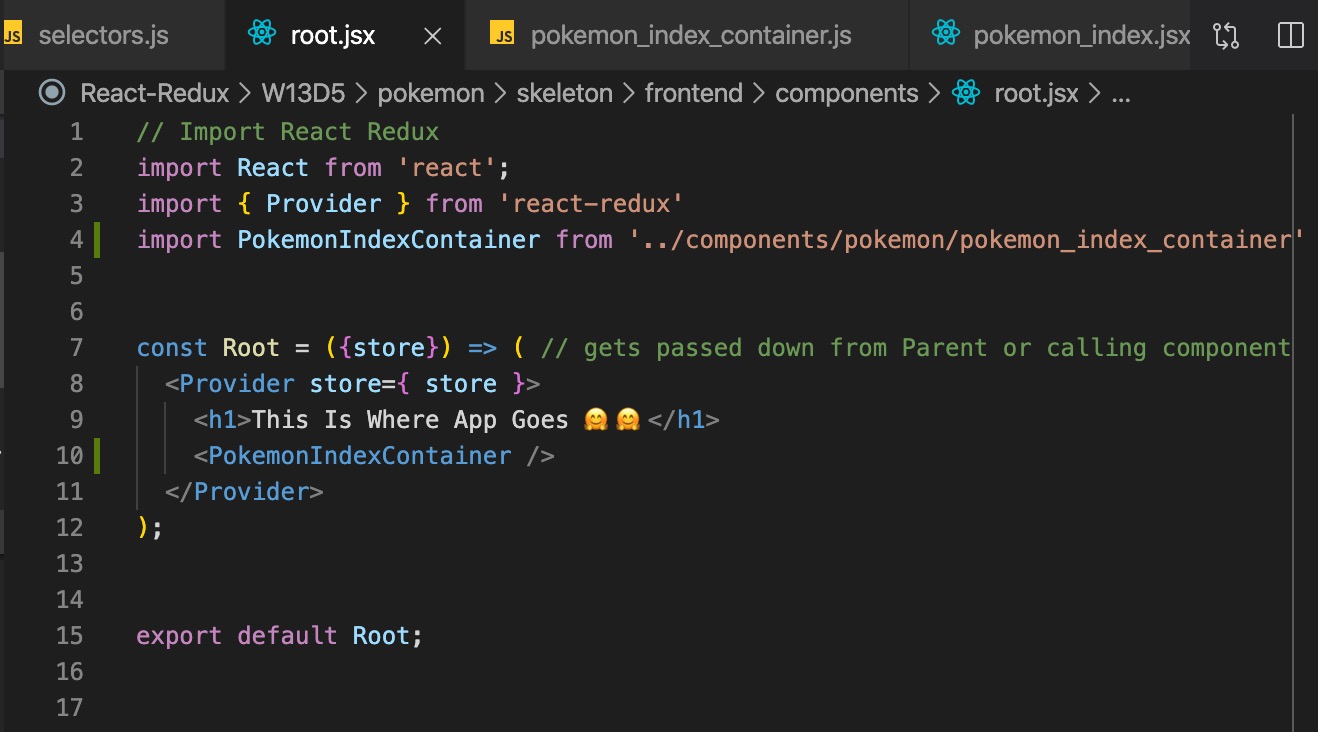 JS selectors.js root.jsx JS pokemon_index_container.js pokemon_index.jsx
React-Redux > W13D5 > pokemon > skeleton > frontend > components > root.jsx > ...
1 // Import React Redux
2 import React from 'react';
3 import { Provider } from 'react-redux'
4 import PokemonIndexContainer from '../components/pokemon/pokemon_index_container'
5
6
7 const Root = ({store}) => ( // gets passed down from Parent or calling component
8 <Provider store={ store }>
9 <h1>This Is Where App Goes 🤗🤗</h1>
10 <PokemonIndexContainer />
11 </Provider>
12 );
13
14
15 export default Root;
16
17